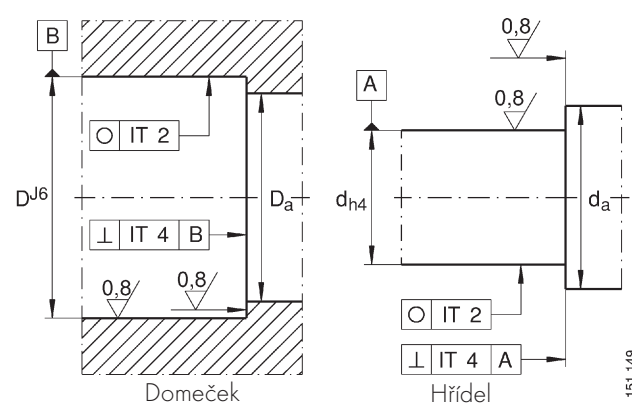 B
0,8
0,8
A
○ IT 2
D^J6
D_a
d_h4
d_a
⊥ IT 4 B
0,8
0,8
○ IT 2
⊥ IT 4 A
Domeček
Hřídel
151 149